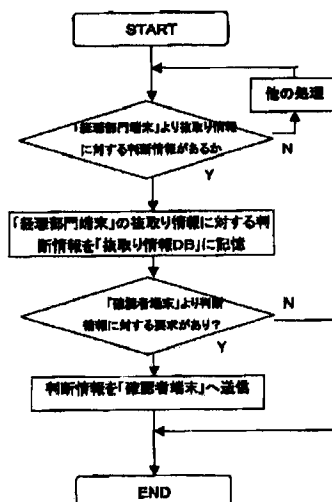 START
他の処理
「経理部門端末」より抜取り情報
に対する判断情報があるか
N
Y
「経理部門端末」の抜取り情報に対する判
断情報を「抜取り情報DB」に記憶
「確認者端末」より判断
情報に対する要求があり?
N
Y
判断情報を「確認者端末」へ送信
END